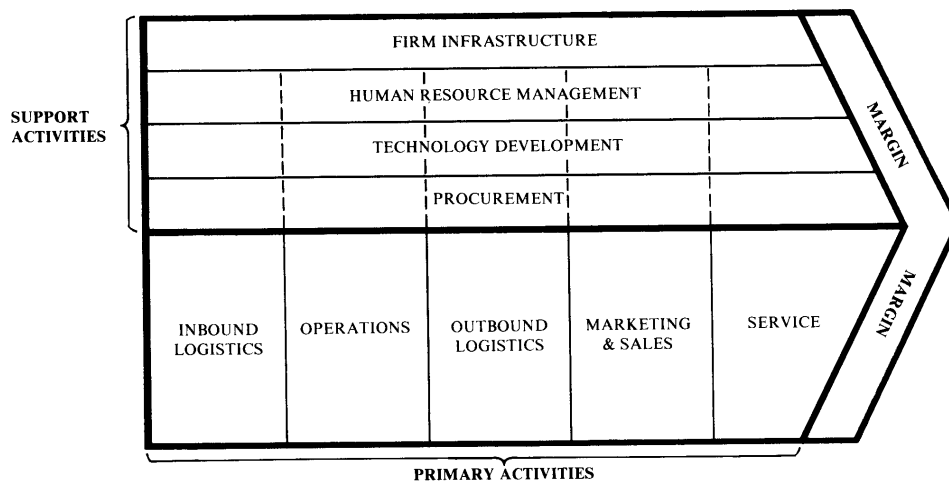 FIRM INFRASTRUCTURE
HUMAN RESOURCE MANAGEMENT
SUPPORT
ACTIVITIES
TECHNOLOGY DEVELOPMENT
PROCUREMENT
MARGIN
MARGIN
INBOUND
LOGISTICS
OPERATIONS
OUTBOUND
LOGISTICS
MARKETING
& SALES
SERVICE
PRIMARY ACTIVITIES